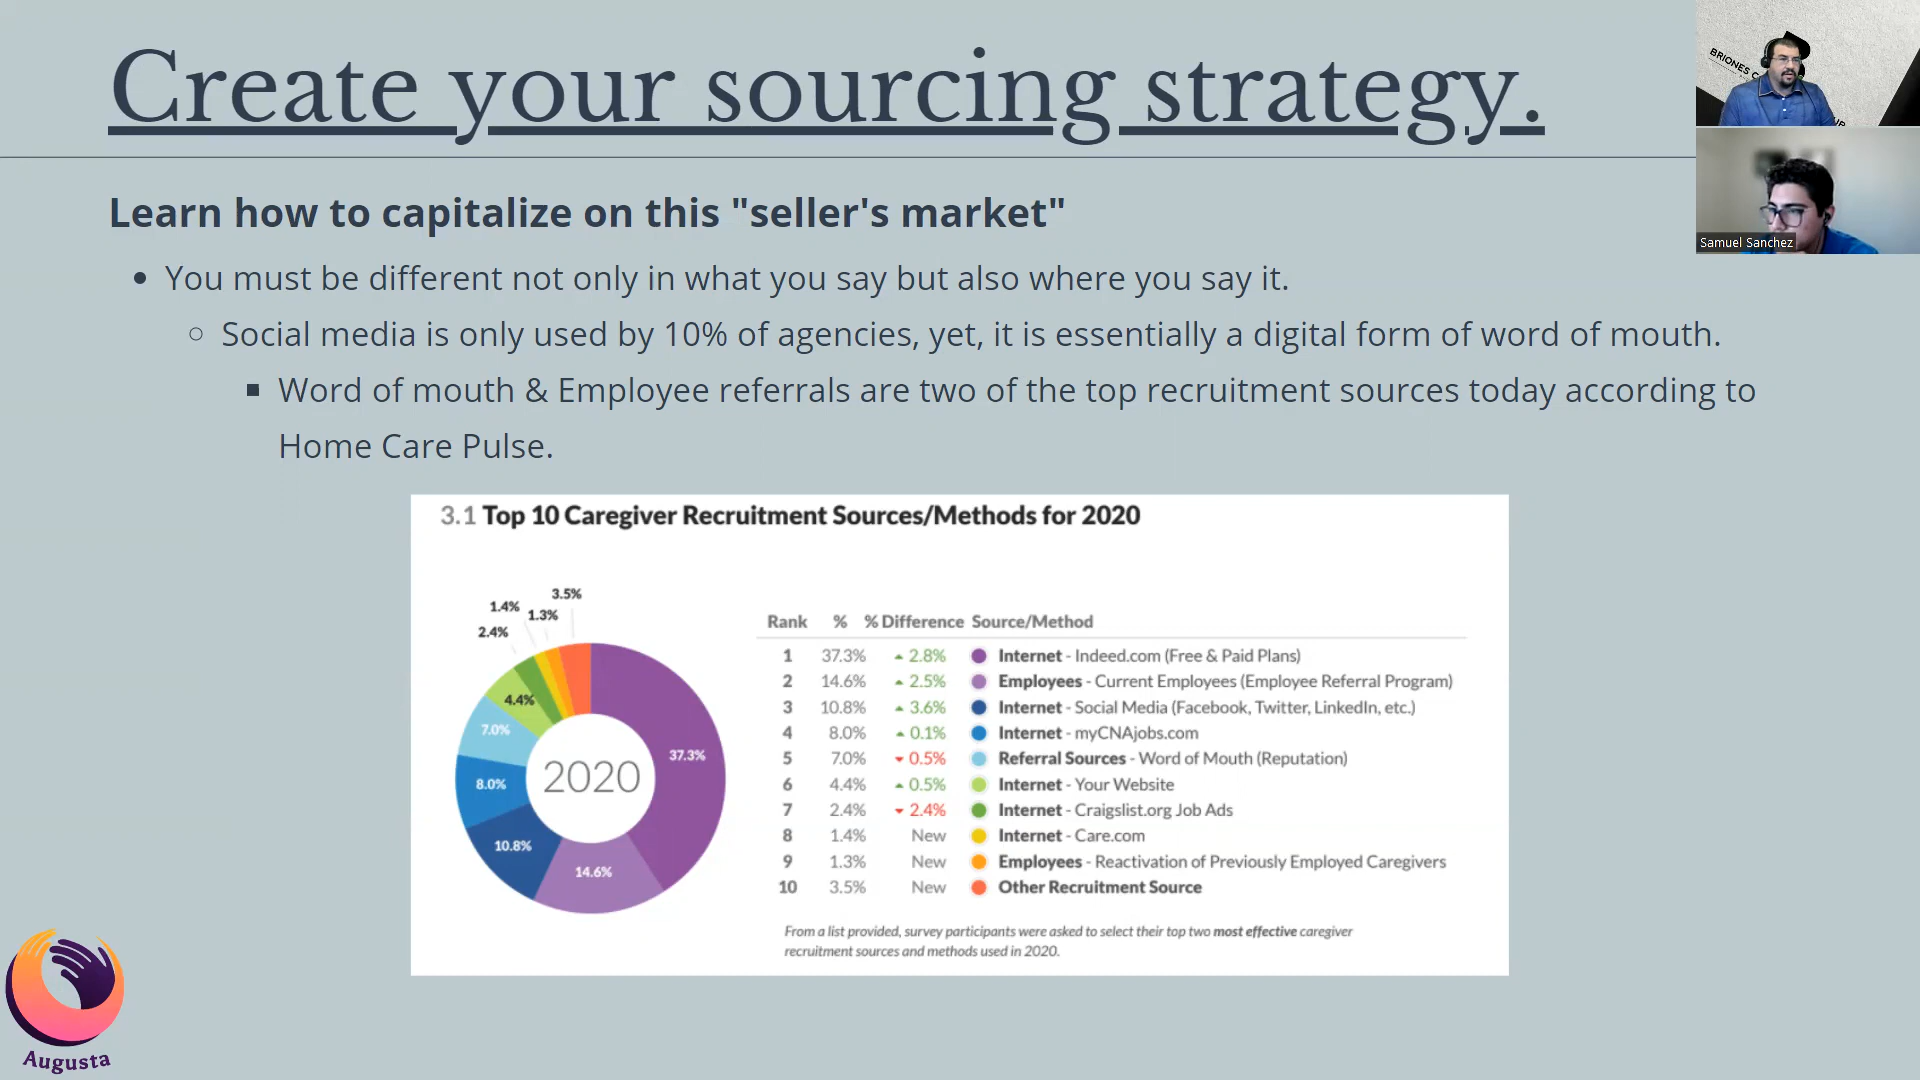 Create your sourcing strategy.
BRIONES C
UP
Samuel Sanchez
Learn how to capitalize on this "seller's market"
You must be different not only in what you say but also where you say it.
Social media is only used by 10% of agencies, yet, it is essentially a digital form of word of mouth.
Word of mouth & Employee referrals are two of the top recruitment sources today according to
Home Care Pulse.
3.1 Top 10 Caregiver Recruitment Sources/Methods for 2020
3.5%
1.4%
1.3%
2.4%
4.4%
7.0%
8.0%
10.8%
14.6%
37.3%
2020
Rank % % Difference Source/Method
1 37.3% 2.8% Internet - Indeed.com (Free & Paid Plans)
2 14.6% 2.5% Employees - Current Employees (Employee Referral Program)
3 10.8% 3.6% Internet - Social Media (Facebook, Twitter, LinkedIn, etc.)
4 8.0% 0.1% Internet - myCNAjobs.com
5 7.0% 0.5% Referral Sources - Word of Mouth (Reputation)
6 4.4% 0.5% Internet - Your Website
7 2.4% 2.4% Internet - Craigslist.org Job Ads
8 1.4% New Internet - Care.com
9 1.3% New Employees - Reactivation of Previously Employed Caregivers
10 3.5% New Other Recruitment Source
From a list provided, survey participants were asked to select their top two most effective caregiver
recruitment sources and methods used in 2020.
Augusta